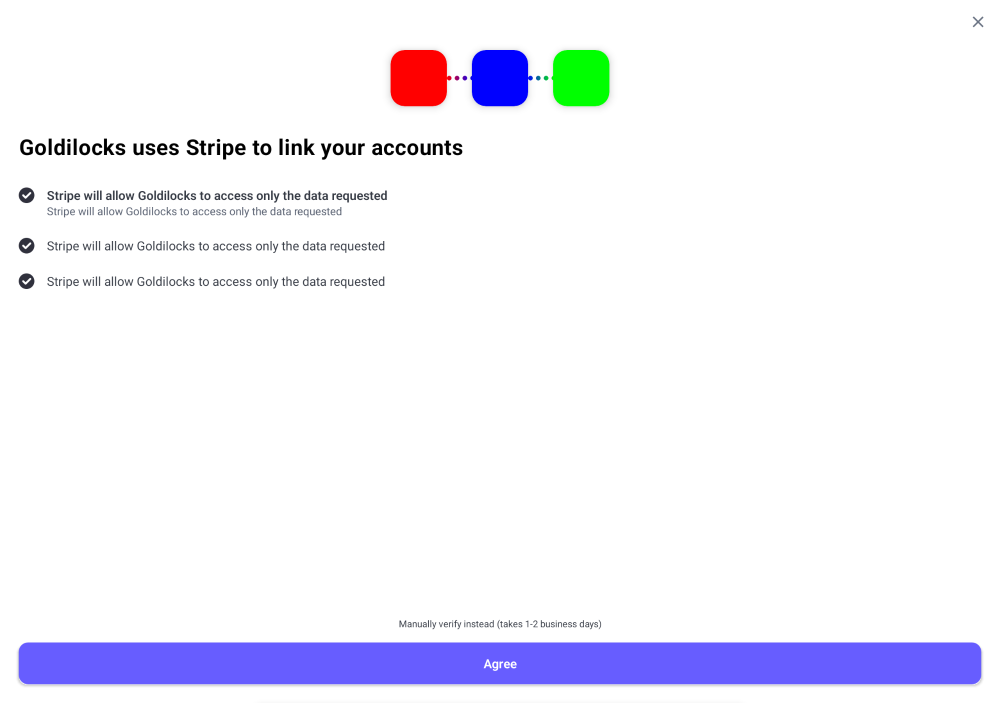 Goldilocks uses Stripe to link your accounts
Stripe will allow Goldilocks to access only the data requested
Stripe will allow Goldilocks to access only the data requested
Stripe will allow Goldilocks to access only the data requested
Stripe will allow Goldilocks to access only the data requested
Manually verify instead (takes 1-2 business days)
Agree